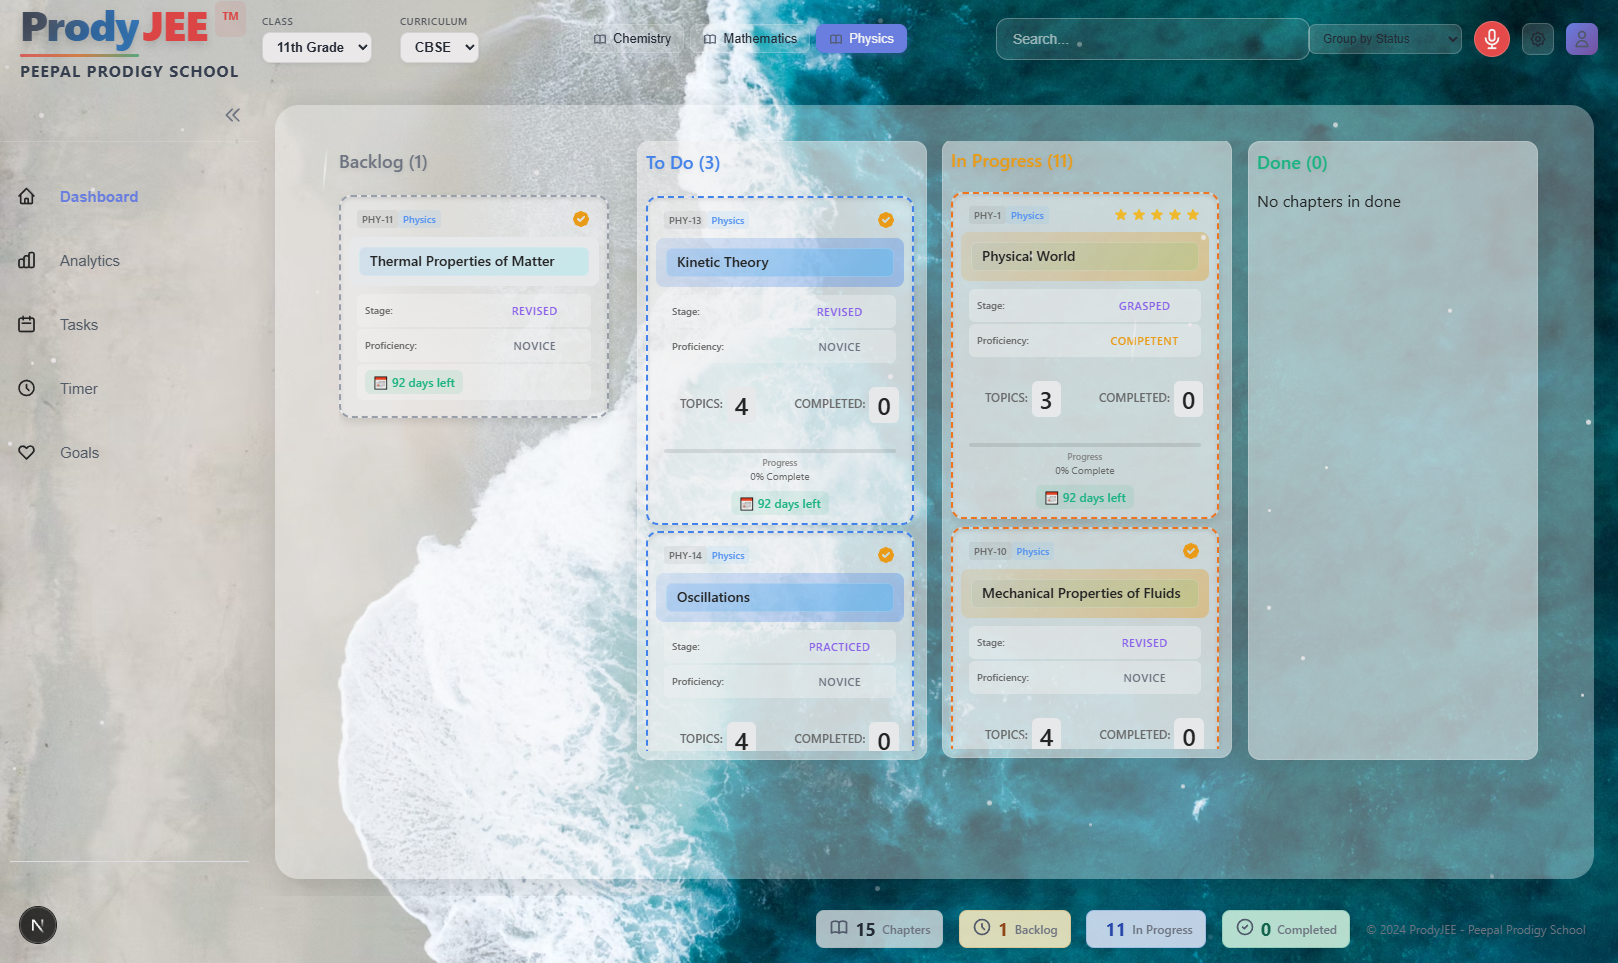 ProdyJEE ™
PEEPAL PRODIGY SCHOOL
CLASS
11th Grade
CURRICULUM
CBSE
Chemistry
Mathematics
Physics
Search...
Group by Status
Dashboard
Analytics
Tasks
Timer
Goals
N
Backlog (1)
PHY-11 Physics
Thermal Properties of Matter
Stage: REVISED
Proficiency: NOVICE
92 days left
To Do (3)
PHY-13 Physics
Kinetic Theory
Stage: REVISED
Proficiency: NOVICE
TOPICS: 4 COMPLETED: 0
Progress
0% Complete
92 days left
PHY-14 Physics
Oscillations
Stage: PRACTICED
Proficiency: NOVICE
TOPICS: 4 COMPLETED: 0
In Progress (11)
PHY-1 Physics
Physical World
Stage: GRASPED
Proficiency: COMPETENT
TOPICS: 3 COMPLETED: 0
Progress
0% Complete
92 days left
PHY-10 Physics
Mechanical Properties of Fluids
Stage: REVISED
Proficiency: NOVICE
TOPICS: 4 COMPLETED: 0
Done (0)
No chapters in done
15 Chapters
1 Backlog
11 In Progress
0 Completed
© 2024 ProdyJEE - Peepal Prodigy School